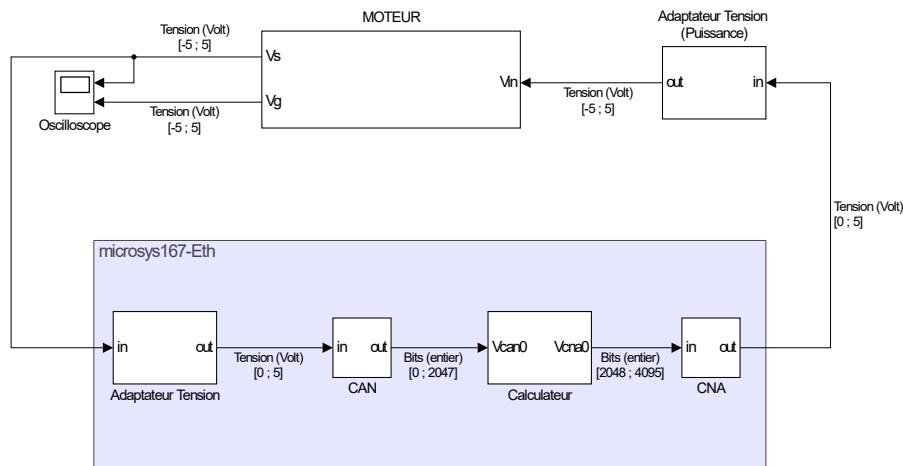 MOTEUR
Adaptateur Tension
(Puissance)
Tension (Volt)
[-5 ; 5]
Vs
Vg
Vin
out
in
Tension (Volt)
[-5 ; 5]
Tension (Volt)
[-5 ; 5]
Oscilloscope
Tension (Volt)
[0 ; 5]
microsys167-Eth
in
out
Tension (Volt)
[0 ; 5]
in
out
Bits (entier)
[0 ; 2047]
Vcan0
Vcna0
Bits (entier)
[2048 ; 4095]
in
out
Adaptateur Tension
CAN
Calculateur
CNA